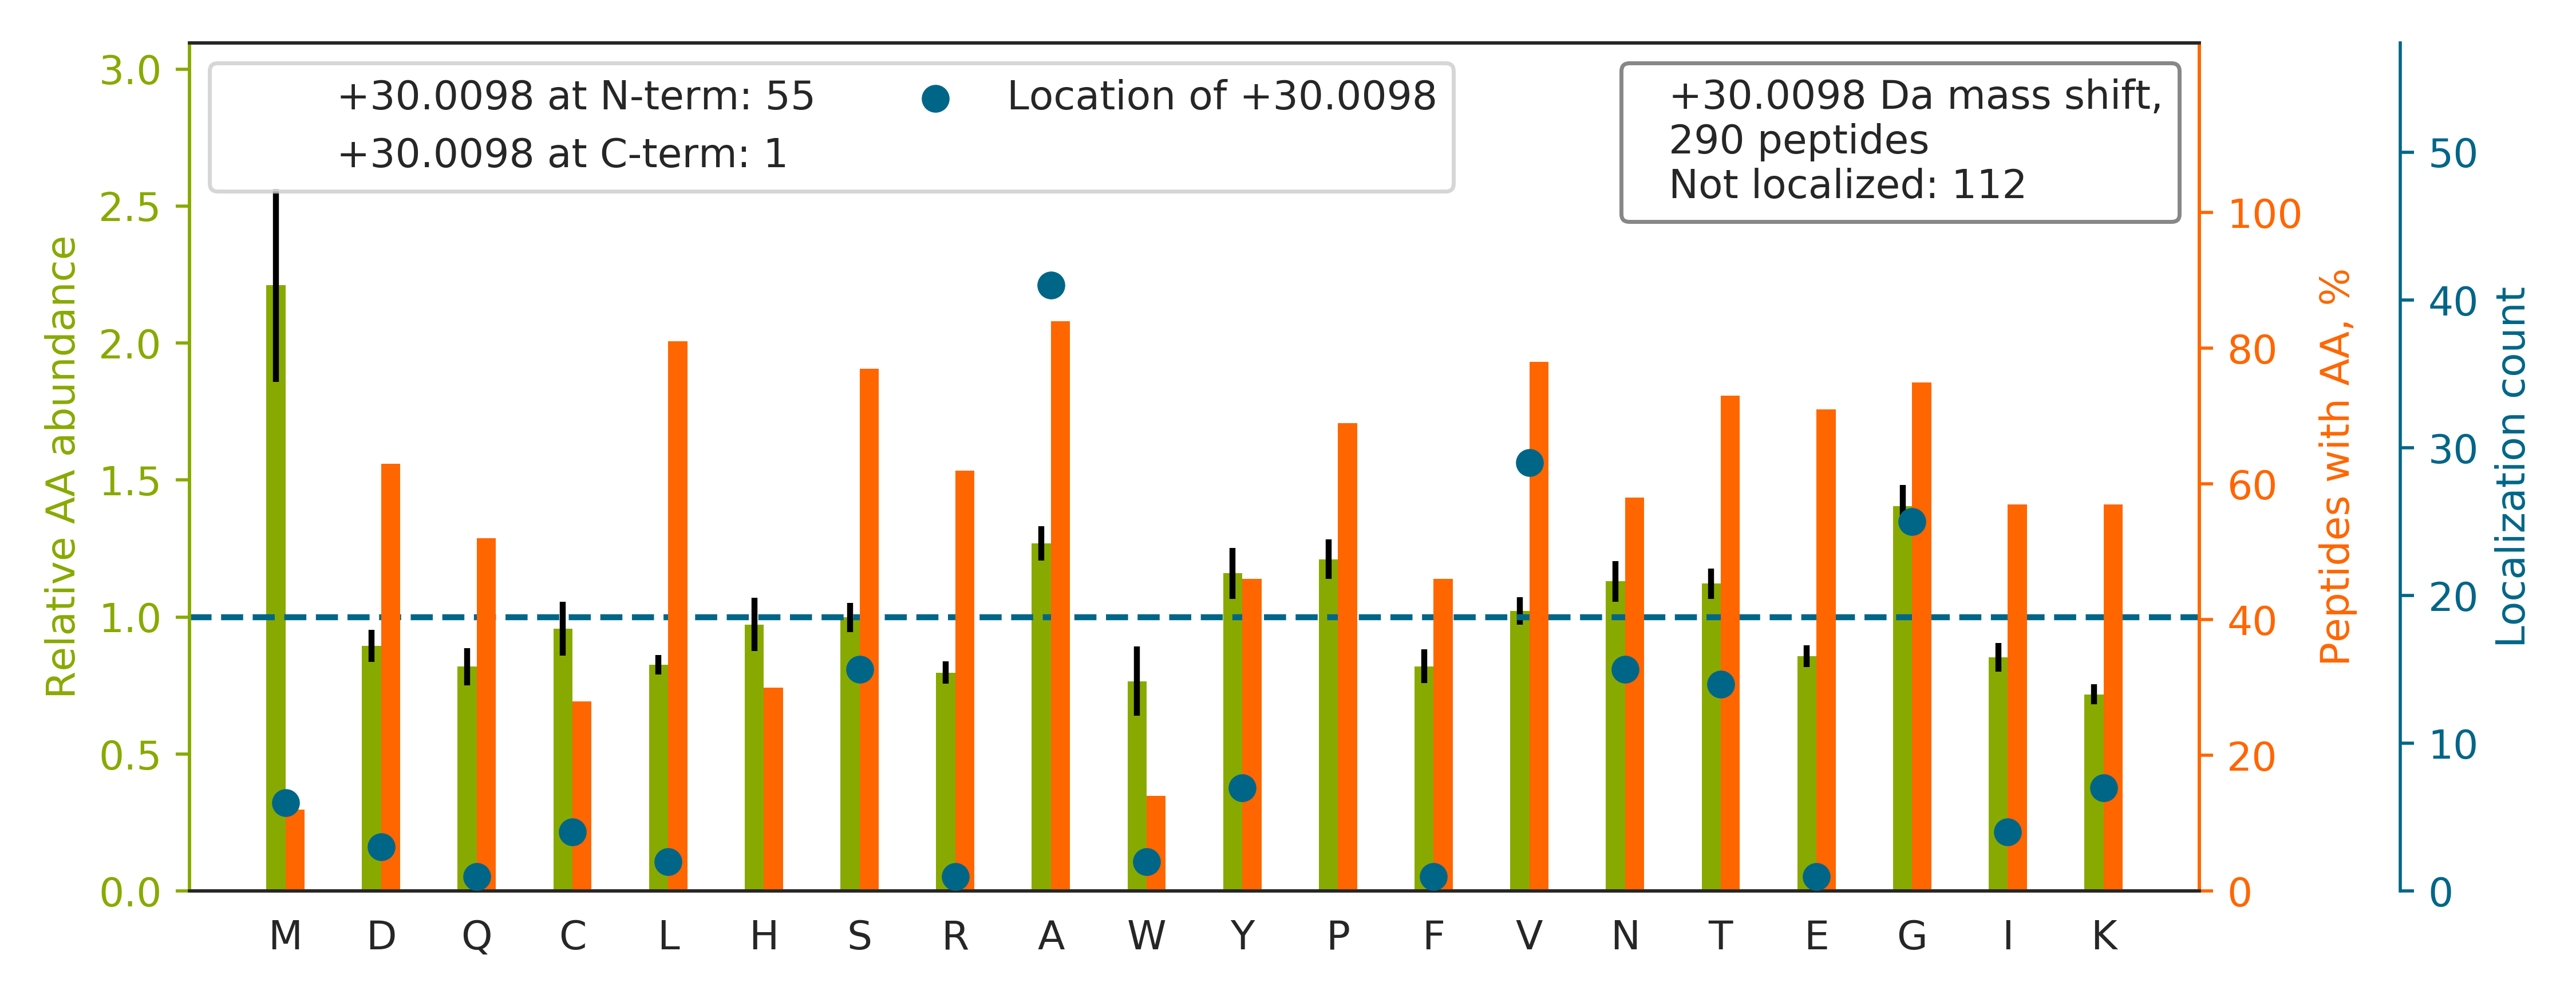 +30.0098 at N-term: 55
+30.0098 at C-term: 1
Location of +30.0098
+30.0098 Da mass shift,
290 peptides
Not localized: 112
Relative AA abundance
3.0
2.5
2.0
1.5
1.0
0.5
0.0
100
80
60
40
20
0
Peptides with AA, %
50
40
30
20
10
0
Localization count
M D Q C L H S R A W Y P F V N T E G I K